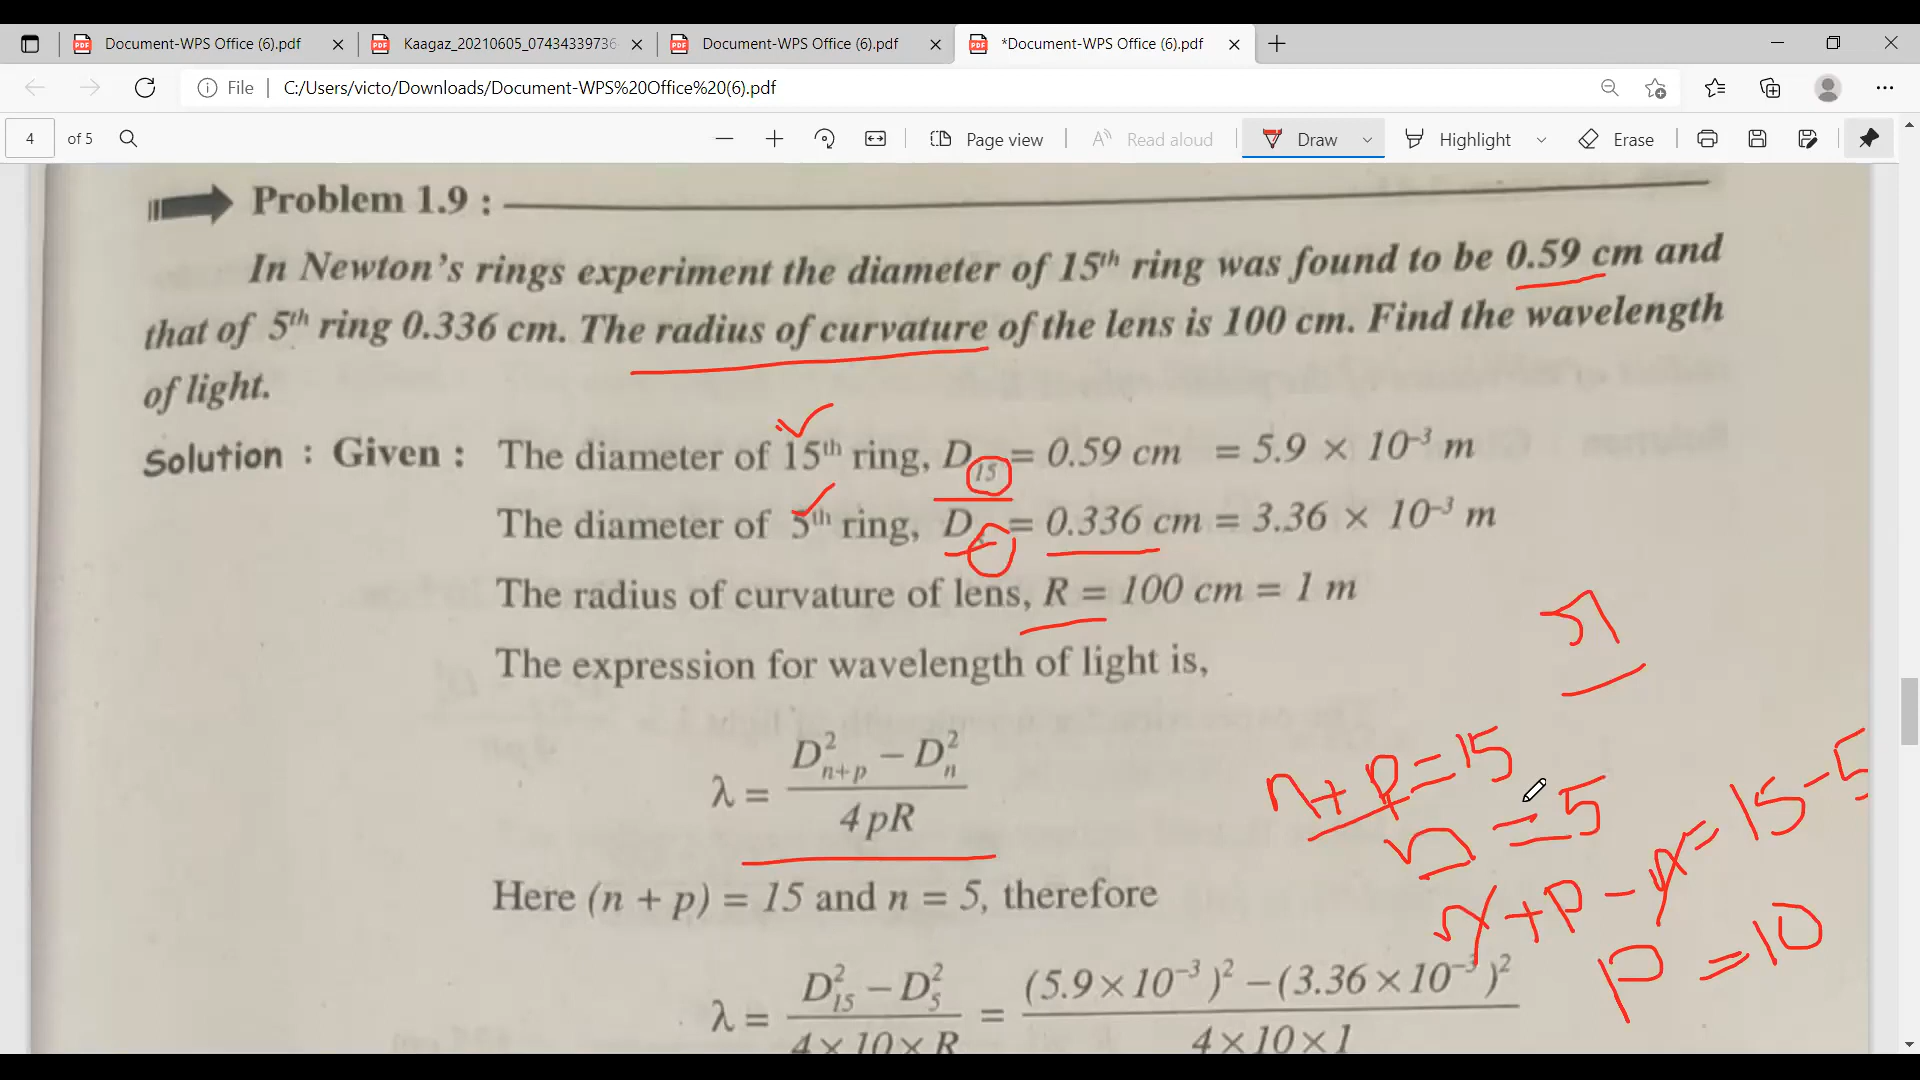 Document-WPS Office (6).pdf
Kaagaz_20210605_0743433973
Document-WPS Office (6).pdf
*Document-WPS Office (6).pdf
File
C:/Users/victo/Downloads/Document-WPS%20Office%20(6).pdf
4 of 5
Page view
Read aloud
Draw
Highlight
Erase
Problem 1.9 :
In Newton's rings experiment the diameter of 15th ring was found to be 0.59 cm and
that of 5th ring 0.336 cm. The radius of curvature of the lens is 100 cm. Find the wavelength
of light.
Solution : Given : The diameter of 15th ring, D15 = 0.59 cm = 5.9 × 10⁻³ m
The diameter of 5th ring, D = 0.336 cm = 3.36 × 10⁻³ m
The radius of curvature of lens, R = 100 cm = 1 m
The expression for wavelength of light is,
λ = (D²n+p − D²n) / 4 pR
n+p=15
n=5
n+p-n=15-5
p=10
Here (n + p) = 15 and n = 5, therefore
λ = (D²15 − D²5) / 4×10×R = ((5.9×10⁻³)² − (3.36×10⁻³)²) / 4×10×1